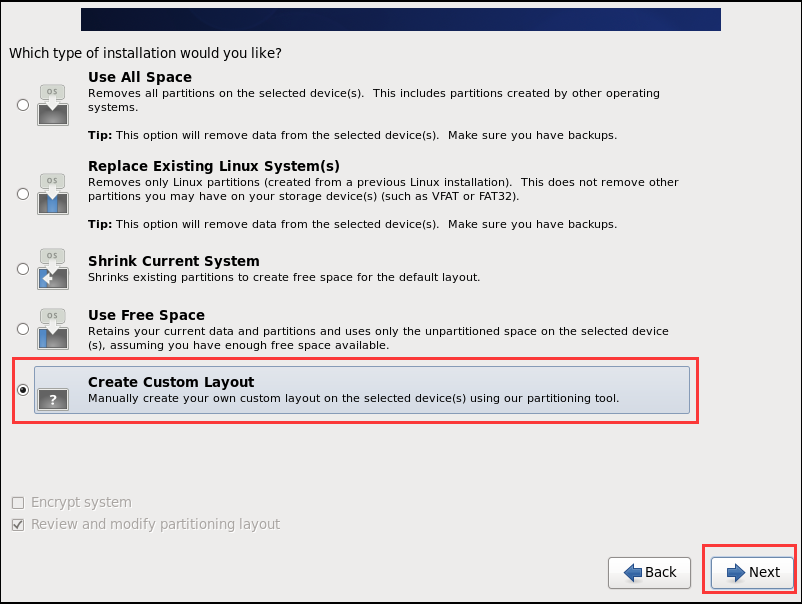 Which type of installation would you like?
OS
Use All Space
Removes all partitions on the selected device(s).  This includes partitions created by other operating
systems.
Tip: This option will remove data from the selected device(s).  Make sure you have backups.
OS
Replace Existing Linux System(s)
Removes only Linux partitions (created from a previous Linux installation).  This does not remove other
partitions you may have on your storage device(s) (such as VFAT or FAT32).
Tip: This option will remove data from the selected device(s).  Make sure you have backups.
OS
Shrink Current System
Shrinks existing partitions to create free space for the default layout.
OS
Use Free Space
Retains your current data and partitions and uses only the unpartitioned space on the selected device
(s), assuming you have enough free space available.
?
Create Custom Layout
Manually create your own custom layout on the selected device(s) using our partitioning tool.
Encrypt system
Review and modify partitioning layout
Back
Next